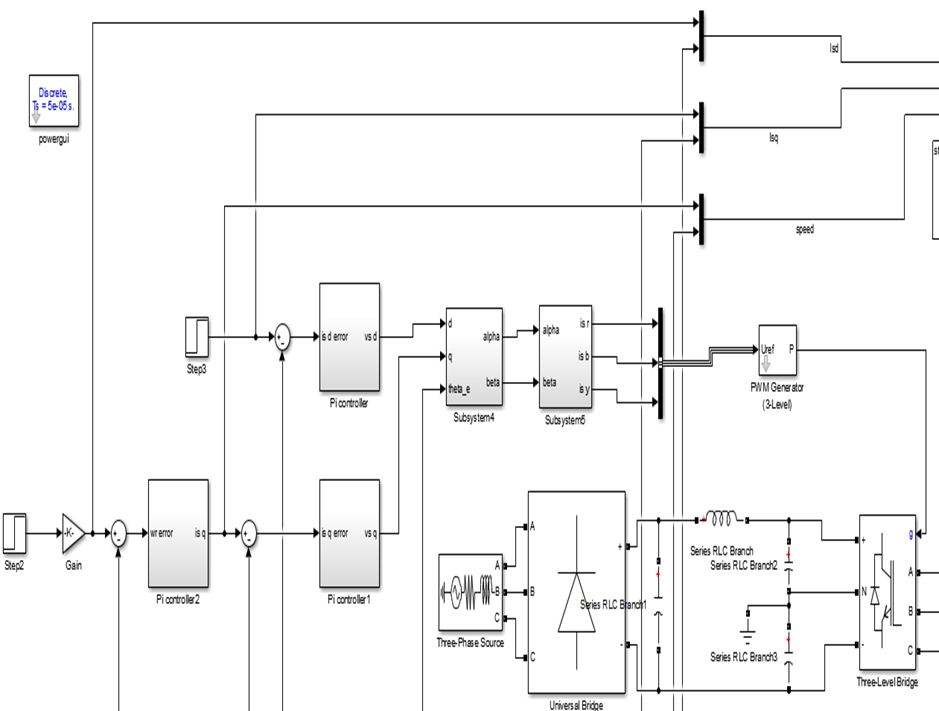 Isd
Discrete,
Ts = 5e-05 s.
powergui
Isq
st
speed
Step3
is d error
vs d
Pi controller
d
q
theta_e
alpha
beta
Subsystem4
alpha
beta
is r
is b
is y
Subsystem5
Uref
P
PWM Generator
(3-Level)
Step2
-K-
Gain
wr error
is q
Pi controller2
is q error
vs q
Pi controller1
A
B
C
Three-Phase Source
A
B
C
+
-
Universal Bridge
Series RLC Branch1
Series RLC Branch
Series RLC Branch2
Series RLC Branch3
+
N
-
g
A
B
C
Three-Level Bridge